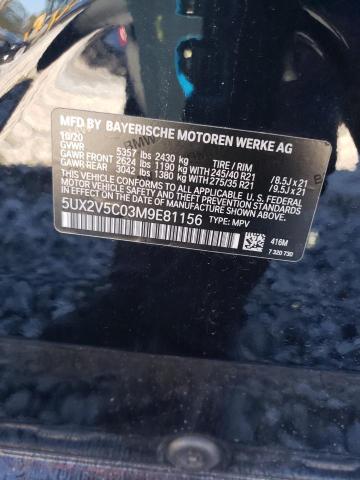 MFD BY BAYERISCHE MOTOREN WERKE AG
10/20
GVWR 5357 lbs 2430 kg TIRE / RIM
GAWR FRONT 2624 lbs 1190 kg WITH 245/40 R21 /8.5J x 21
GAWR REAR 3042 lbs 1380 kg WITH 275/35 R21 /9.5J x 21
THIS VEHICLE CONFORMS TO ALL APPLICABLE U.S. FEDERAL
MOTOR VEHICLE SAFETY AND THEFT PREVENTION STANDARDS
IN EFFECT ON THE DATE OF MANUFACTURE SHOWN ABOVE.
5UX2V5C03M9E81156 TYPE: MPV
416M
7 320 730